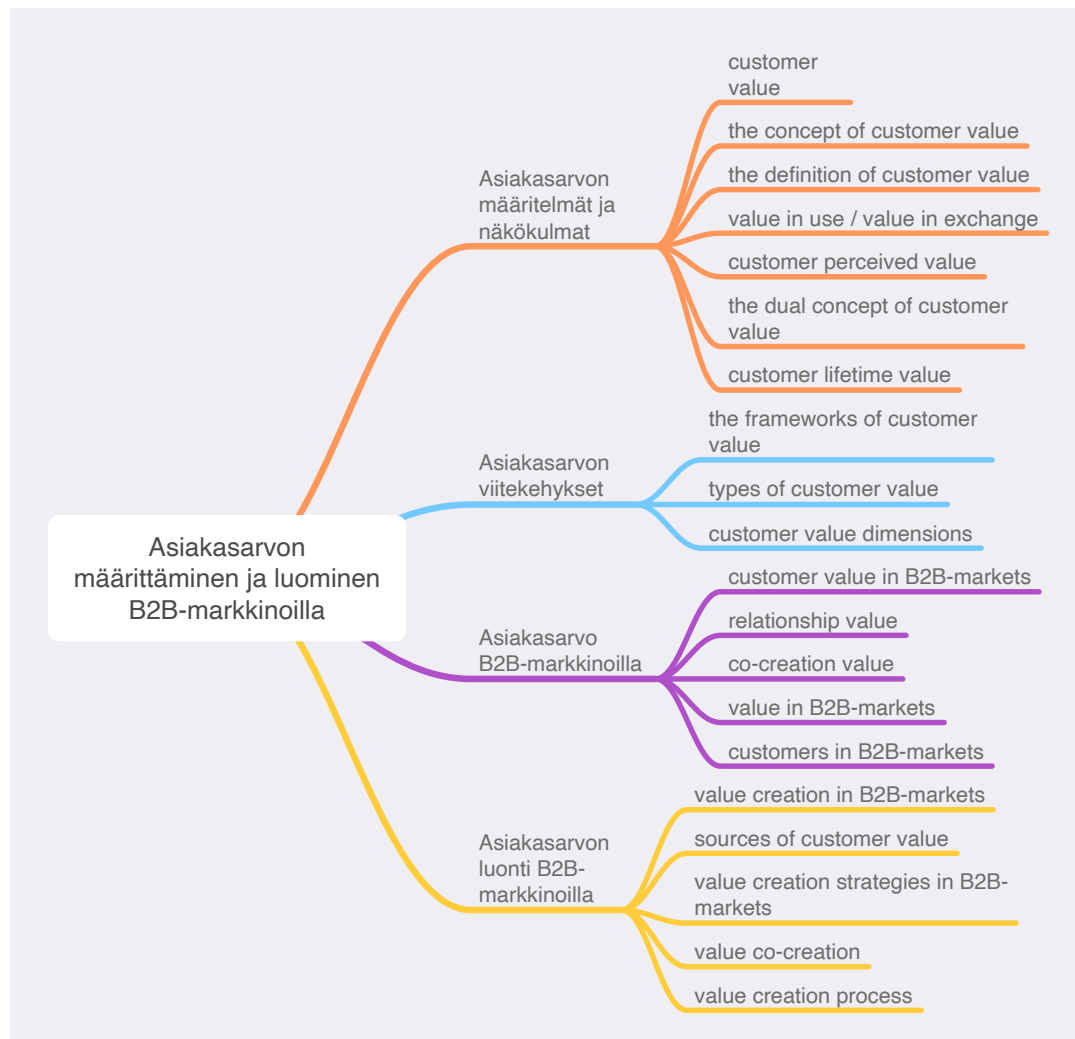 customer
value
the concept of customer value
the definition of customer value
value in use / value in exchange
customer perceived value
the dual concept of customer
value
customer lifetime value
Asiakasarvon
määritelmät ja
näkökulmat
the frameworks of customer
value
types of customer value
customer value dimensions
Asiakasarvon
viitekehykset
Asiakasarvon
määrittäminen ja luominen
B2B-markkinoilla
customer value in B2B-markets
relationship value
co-creation value
value in B2B-markets
customers in B2B-markets
Asiakasarvo
B2B-markkinoilla
value creation in B2B-markets
sources of customer value
value creation strategies in B2B-
markets
value co-creation
value creation process
Asiakasarvon
luonti B2B-
markkinoilla